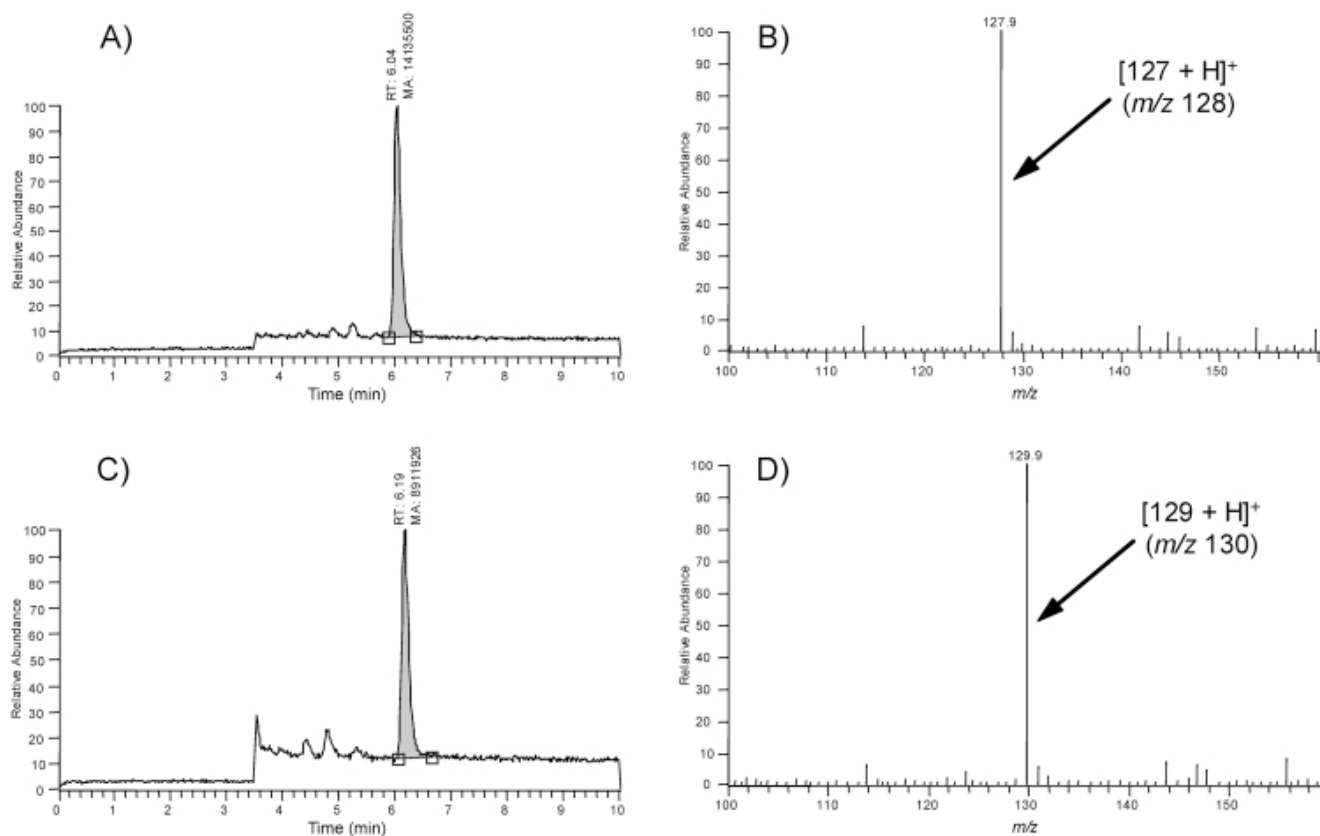 A)
RT: 6.04
MA: 14135500
Relative Abundance
100
90
80
70
60
50
40
30
20
10
0
0 1 2 3 4 5 6 7 8 9 10
Time (min)
B)
127.9
[127 + H]+
(m/z 128)
Relative Abundance
100
90
80
70
60
50
40
30
20
10
0
100 110 120 130 140 150
m/z
C)
RT: 6.19
MA: 8911926
Relative Abundance
100
90
80
70
60
50
40
30
20
10
0
0 1 2 3 4 5 6 7 8 9 10
Time (min)
D)
129.9
[129 + H]+
(m/z 130)
Relative Abundance
100
90
80
70
60
50
40
30
20
10
0
100 110 120 130 140 150
m/z